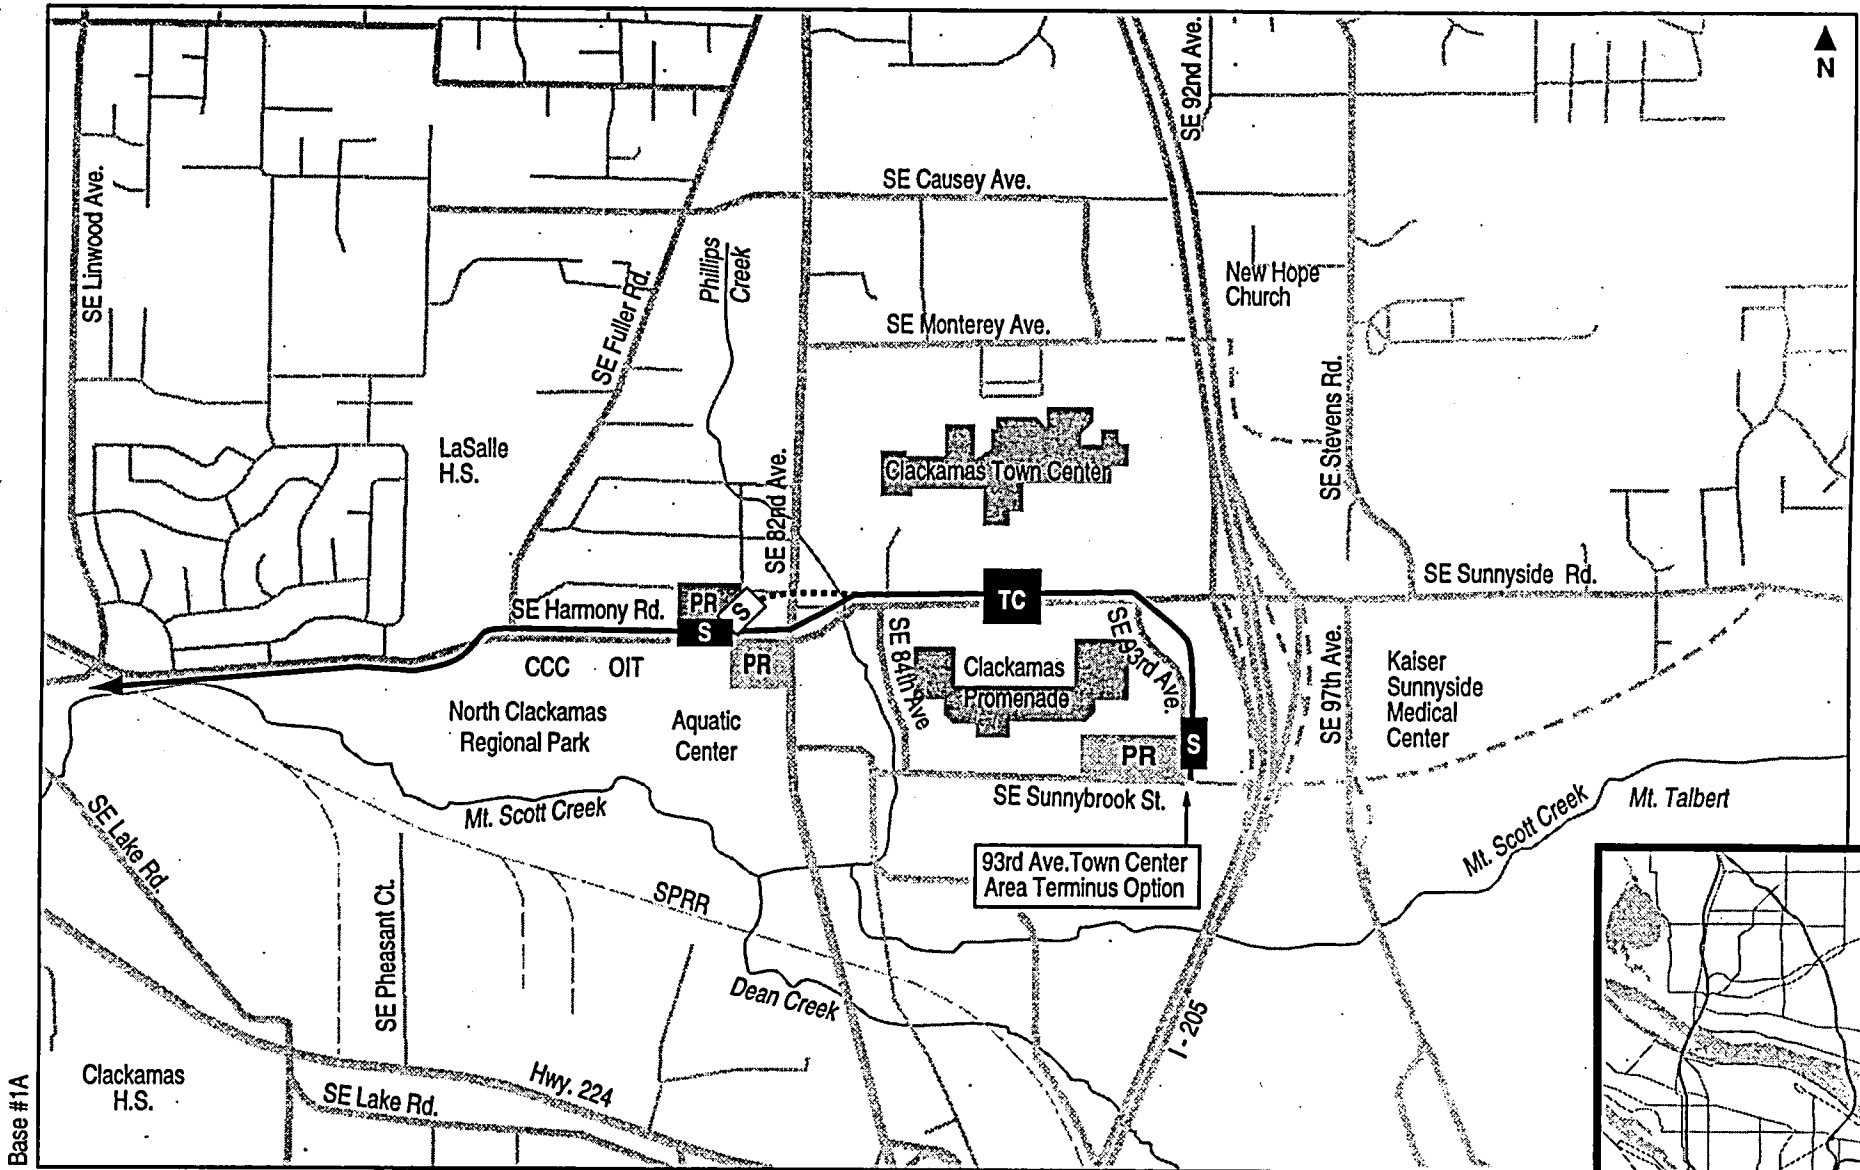 N
SE 92nd Ave.
SE Causey Ave.
SE Linwood Ave.
Phillips
Creek
New Hope
Church
SE Fuller Rd.
SE Monterey Ave.
SE Stevens Rd.
LaSalle
H.S.
Clackamas Town Center
SE 82nd Ave.
SE Sunnyside Rd.
SE Harmony Rd.
PR
S
TC
S
CCC
OIT
PR
SE 84th Ave
Clackamas
Promenade
SE 93rd Ave.
SE 97th Ave.
Kaiser
Sunnyside
Medical
Center
North Clackamas
Regional Park
Aquatic
Center
PR
S
SE Sunnybrook St.
Mt. Scott Creek
Mt. Scott Creek
Mt. Talbert
SE Lake Rd.
93rd Ave.Town Center
Area Terminus Option
SE Pheasant Ct.
SPRR
Dean Creek
I - 205
Clackamas
H.S.
Hwy. 224
SE Lake Rd.
Base #1A